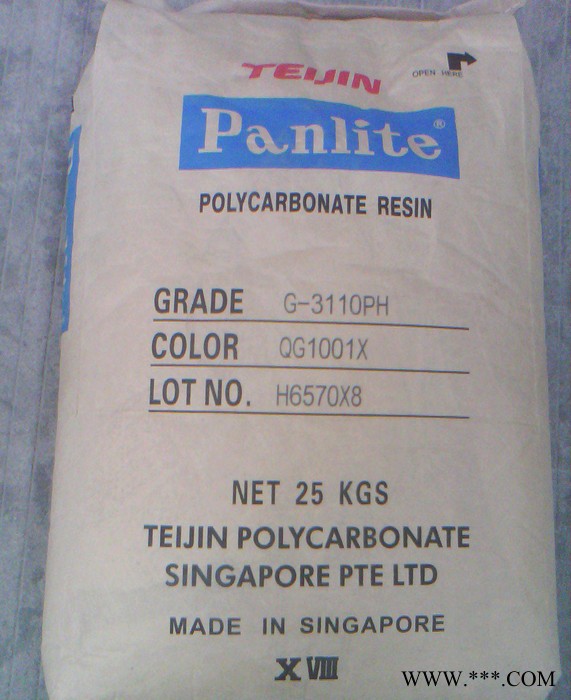 TEIJIN
OPEN HERE
Panlite®
POLYCARBONATE RESIN
GRADE G-3110PH
COLOR QG1001X
LOT NO. H6570X8
NET 25 KGS
TEIJIN POLYCARBONATE
SINGAPORE PTE LTD
MADE IN SINGAPORE
X VIII
WWW.***.COM